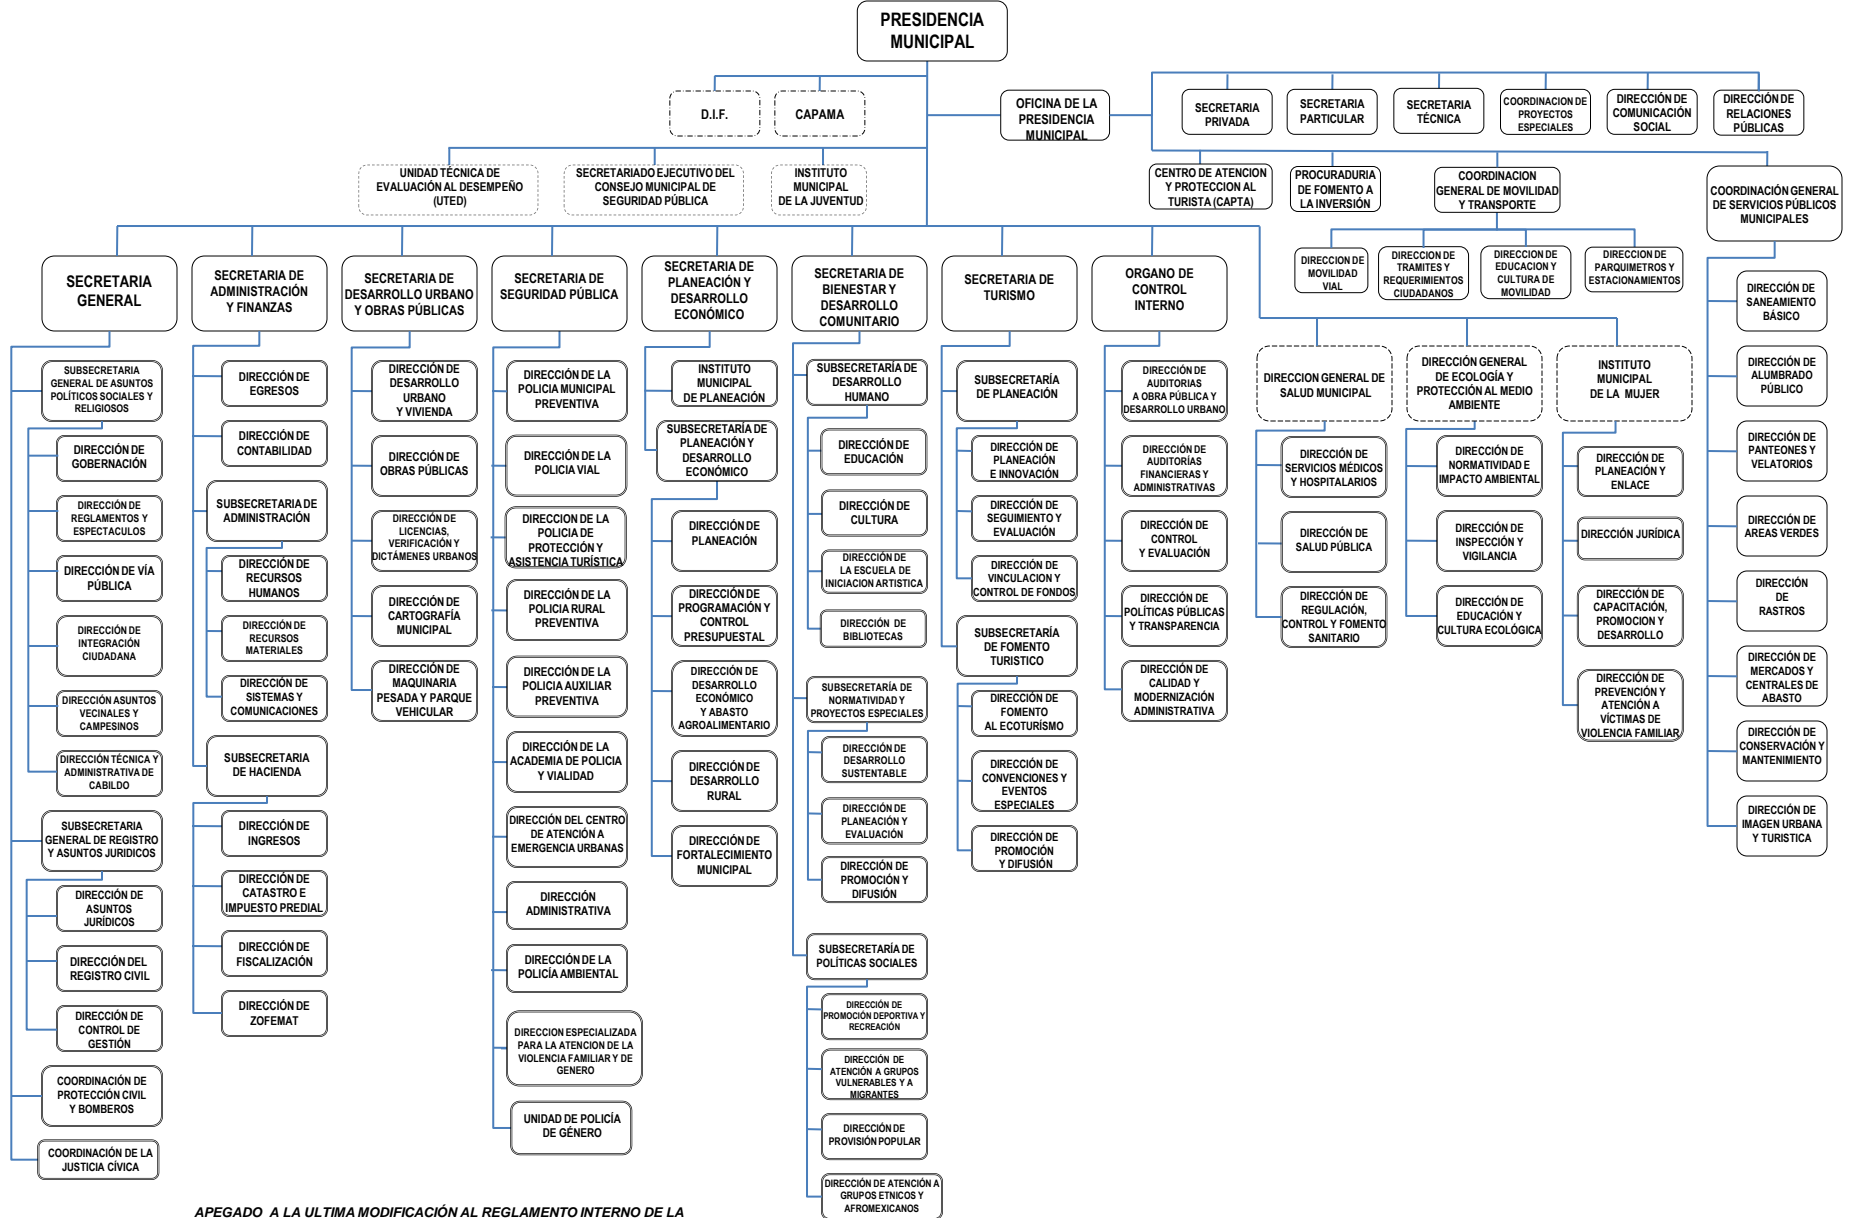 PRESIDENCIA
MUNICIPAL
D.I.F.
CAPAMA
OFICINA DE LA
PRESIDENCIA
MUNICIPAL
SECRETARIA
PRIVADA
SECRETARIA
PARTICULAR
SECRETARIA
TÉCNICA
COORDINACION DE
PROYECTOS
ESPECIALES
DIRECCIÓN DE
COMUNICACIÓN
SOCIAL
DIRECCIÓN DE
RELACIONES
PÚBLICAS
UNIDAD TÉCNICA DE
EVALUACIÓN AL DESEMPEÑO
(UTED)
SECRETARIADO EJECUTIVO DEL
CONSEJO MUNICIPAL DE
SEGURIDAD PÚBLICA
INSTITUTO
MUNICIPAL
DE LA JUVENTUD
CENTRO DE ATENCION
Y PROTECCION AL
TURISTA (CAPTA)
PROCURADURIA
DE FOMENTO A
LA INVERSIÓN
COORDINACION
GENERAL DE MOVILIDAD
Y TRANSPORTE
COORDINACIÓN GENERAL
DE SERVICIOS PÚBLICOS
MUNICIPALES
DIRECCION DE
MOVILIDAD
VIAL
DIRECCION DE
TRAMITES Y
REQUERIMIENTOS
CIUDADANOS
DIRECCION DE
EDUCACION Y
CULTURA DE
MOVILIDAD
DIRECCION DE
PARQUIMETROS Y
ESTACIONAMIENTOS
SECRETARIA
GENERAL
SECRETARIA DE
ADMINISTRACIÓN
Y FINANZAS
SECRETARIA DE
DESARROLLO URBANO
Y OBRAS PÚBLICAS
SECRETARIA DE
SEGURIDAD PÚBLICA
SECRETARIA DE
PLANEACIÓN Y
DESARROLLO
ECONÓMICO
SECRETARIA DE
BIENESTAR Y
DESARROLLO
COMUNITARIO
SECRETARIA DE
TURISMO
ORGANO DE
CONTROL
INTERNO
SUBSECRETARIA
GENERAL DE ASUNTOS
POLÍTICOS SOCIALES Y
RELIGIOSOS
DIRECCIÓN DE
GOBERNACIÓN
DIRECCIÓN DE
REGLAMENTOS Y
ESPECTACULOS
DIRECCIÓN DE VÍA
PÚBLICA
DIRECCIÓN DE
INTEGRACIÓN
CIUDADANA
DIRECCIÓN ASUNTOS
VECINALES Y
CAMPESINOS
DIRECCIÓN TÉCNICA Y
ADMINISTRATIVA DE
CABILDO
SUBSECRETARIA
GENERAL DE REGISTRO
Y ASUNTOS JURIDICOS
DIRECCIÓN DE
ASUNTOS
JURÍDICOS
DIRECCIÓN DEL
REGISTRO CIVIL
DIRECCIÓN DE
CONTROL DE
GESTIÓN
COORDINACIÓN DE
PROTECCIÓN CIVIL
Y BOMBEROS
COORDINACIÓN DE LA
JUSTICIA CÍVICA
DIRECCIÓN DE
EGRESOS
DIRECCIÓN DE
CONTABILIDAD
SUBSECRETARIA DE
ADMINISTRACIÓN
DIRECCIÓN DE
RECURSOS
HUMANOS
DIRECCIÓN DE
RECURSOS
MATERIALES
DIRECCIÓN DE
SISTEMAS Y
COMUNICACIONES
SUBSECRETARIA
DE HACIENDA
DIRECCIÓN DE
INGRESOS
DIRECCIÓN DE
CATASTRO E
IMPUESTO PREDIAL
DIRECCIÓN DE
FISCALIZACIÓN
DIRECCIÓN DE
ZOFEMAT
DIRECCIÓN DE
DESARROLLO
URBANO
Y VIVIENDA
DIRECCIÓN DE
OBRAS PÚBLICAS
DIRECCIÓN DE
LICENCIAS,
VERIFICACIÓN Y
DICTÁMENES URBANOS
DIRECCIÓN DE
CARTOGRAFÍA
MUNICIPAL
DIRECCIÓN DE
MAQUINARIA
PESADA Y PARQUE
VEHICULAR
DIRECCIÓN DE LA
POLICIA MUNICIPAL
PREVENTIVA
DIRECCIÓN DE LA
POLICIA VIAL
DIRECCION DE LA
POLICIA DE
PROTECCIÓN Y
ASISTENCIA TURÍSTICA
DIRECCIÓN DE LA
POLICIA RURAL
PREVENTIVA
DIRECCIÓN DE LA
POLICIA AUXILIAR
PREVENTIVA
DIRECCIÓN DE LA
ACADEMIA DE POLICIA
Y VIALIDAD
DIRECCIÓN DEL CENTRO
DE ATENCIÓN A
EMERGENCIA URBANAS
DIRECCIÓN
ADMINISTRATIVA
DIRECCIÓN DE LA
POLICÍA AMBIENTAL
DIRECCION ESPECIALIZADA
PARA LA ATENCION DE LA
VIOLENCIA FAMILIAR Y DE
GENERO
UNIDAD DE POLICÍA
DE GÉNERO
INSTITUTO
MUNICIPAL
DE PLANEACIÓN
SUBSECRETARÍA DE
PLANEACIÓN Y
DESARROLLO
ECONÓMICO
DIRECCIÓN DE
PLANEACIÓN
DIRECCIÓN DE
PROGRAMACIÓN Y
CONTROL
PRESUPUESTAL
DIRECCIÓN DE
DESARROLLO
ECONÓMICO
Y ABASTO
AGROALIMENTARIO
DIRECCIÓN DE
DESARROLLO
RURAL
DIRECCIÓN DE
FORTALECIMIENTO
MUNICIPAL
SUBSECRETARÍA DE
DESARROLLO
HUMANO
DIRECCIÓN DE
EDUCACIÓN
DIRECCIÓN DE
CULTURA
DIRECCIÓN DE
LA ESCUELA DE
INICIACION ARTISTICA
DIRECCIÓN DE
BIBLIOTECAS
SUBSECRETARÍA DE
NORMATIVIDAD Y
PROYECTOS ESPECIALES
DIRECCIÓN DE
DESARROLLO
SUSTENTABLE
DIRECCIÓN DE
PLANEACIÓN Y
EVALUACIÓN
DIRECCIÓN DE
PROMOCIÓN Y
DIFUSIÓN
SUBSECRETARÍA DE
POLÍTICAS SOCIALES
DIRECCIÓN DE
PROMOCIÓN DEPORTIVA Y
RECREACIÓN
DIRECCIÓN DE
ATENCIÓN A GRUPOS
VULNERABLES Y A
MIGRANTES
DIRECCIÓN DE
PROVISIÓN POPULAR
DIRECCIÓN DE ATENCIÓN A
GRUPOS ETNICOS Y
AFROMEXICANOS
SUBSECRETARÍA
DE PLANEACIÓN
DIRECCIÓN DE
PLANEACIÓN
E INNOVACIÓN
DIRECCIÓN DE
SEGUIMIENTO Y
EVALUACIÓN
DIRECCIÓN DE
VINCULACION Y
CONTROL DE FONDOS
SUBSECRETARÍA
DE FOMENTO
TURISTICO
DIRECCIÓN DE
FOMENTO
AL ECOTURÍSMO
DIRECCIÓN DE
CONVENCIONES Y
EVENTOS
ESPECIALES
DIRECCIÓN DE
PROMOCIÓN
Y DIFUSIÓN
DIRECCIÓN DE
AUDITORIAS
A OBRA PÚBLICA Y
DESARROLLO URBANO
DIRECCIÓN DE
AUDITORÍAS
FINANCIERAS Y
ADMINISTRATIVAS
DIRECCIÓN DE
CONTROL
Y EVALUACIÓN
DIRECCIÓN DE
POLÍTICAS PÚBLICAS
Y TRANSPARENCIA
DIRECCIÓN DE
CALIDAD Y
MODERNIZACIÓN
ADMINISTRATIVA
DIRECCION GENERAL DE
SALUD MUNICIPAL
DIRECCIÓN DE
SERVICIOS MÉDICOS
Y HOSPITALARIOS
DIRECCIÓN DE
SALUD PÚBLICA
DIRECCIÓN DE
REGULACIÓN,
CONTROL Y FOMENTO
SANITARIO
DIRECCIÓN GENERAL
DE ECOLOGÍA Y
PROTECCIÓN AL MEDIO
AMBIENTE
DIRECCIÓN DE
NORMATIVIDAD E
IMPACTO AMBIENTAL
DIRECCIÓN DE
INSPECCIÓN Y
VIGILANCIA
DIRECCIÓN DE
EDUCACIÓN Y
CULTURA ECOLÓGICA
INSTITUTO
MUNICIPAL
DE LA MUJER
DIRECCIÓN DE
PLANEACIÓN Y
ENLACE
DIRECCIÓN JURÍDICA
DIRECCIÓN DE
CAPACITACIÓN,
PROMOCION Y
DESARROLLO
DIRECCIÓN DE
PREVENCIÓN Y
ATENCIÓN A
VÍCTIMAS DE
VIOLENCIA FAMILIAR
DIRECCIÓN DE
SANEAMIENTO
BÁSICO
DIRECCIÓN DE
ALUMBRADO
PÚBLICO
DIRECCIÓN DE
PANTEONES Y
VELATORIOS
DIRECCIÓN DE
AREAS VERDES
DIRECCIÓN
DE
RASTROS
DIRECCIÓN DE
MERCADOS Y
CENTRALES DE
ABASTO
DIRECCIÓN DE
CONSERVACIÓN Y
MANTENIMIENTO
DIRECCIÓN DE
IMAGEN URBANA
Y TURISTICA
APEGADO A LA ULTIMA MODIFICACIÓN AL REGLAMENTO INTERNO DE LA